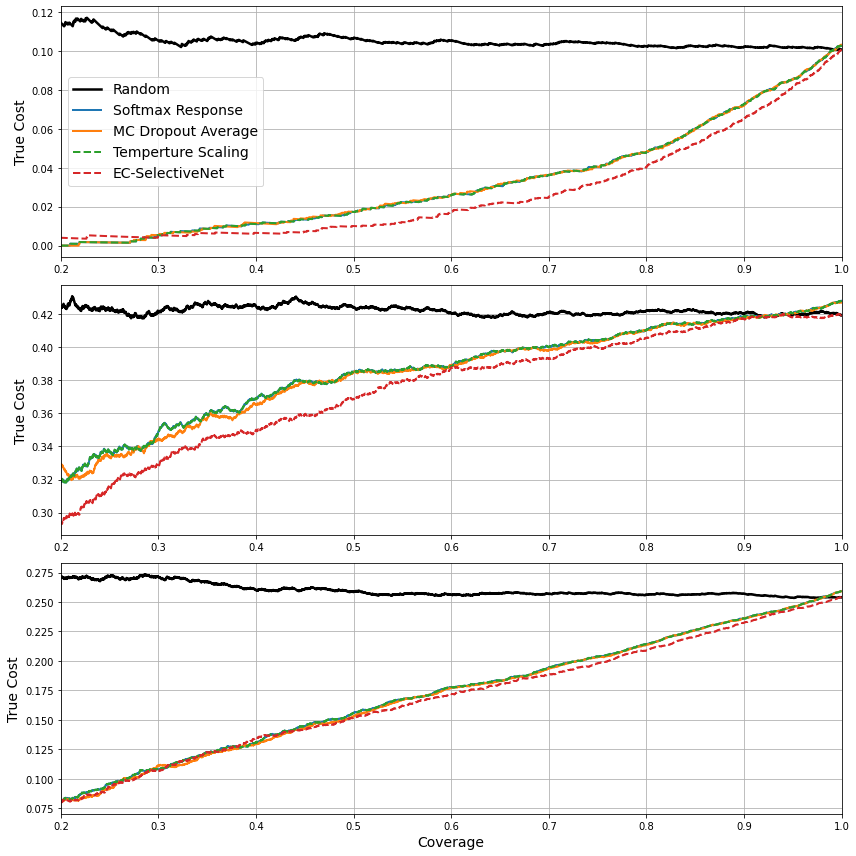 0.12
0.10
0.08
0.06
0.04
0.02
0.00
True Cost
Random
Softmax Response
MC Dropout Average
Temperture Scaling
EC-SelectiveNet
0.2 0.3 0.4 0.5 0.6 0.7 0.8 0.9 1.0
0.42
0.40
0.38
0.36
0.34
0.32
0.30
True Cost
0.2 0.3 0.4 0.5 0.6 0.7 0.8 0.9 1.0
0.275
0.250
0.225
0.200
0.175
0.150
0.125
0.100
0.075
True Cost
0.2 0.3 0.4 0.5 0.6 0.7 0.8 0.9 1.0
Coverage